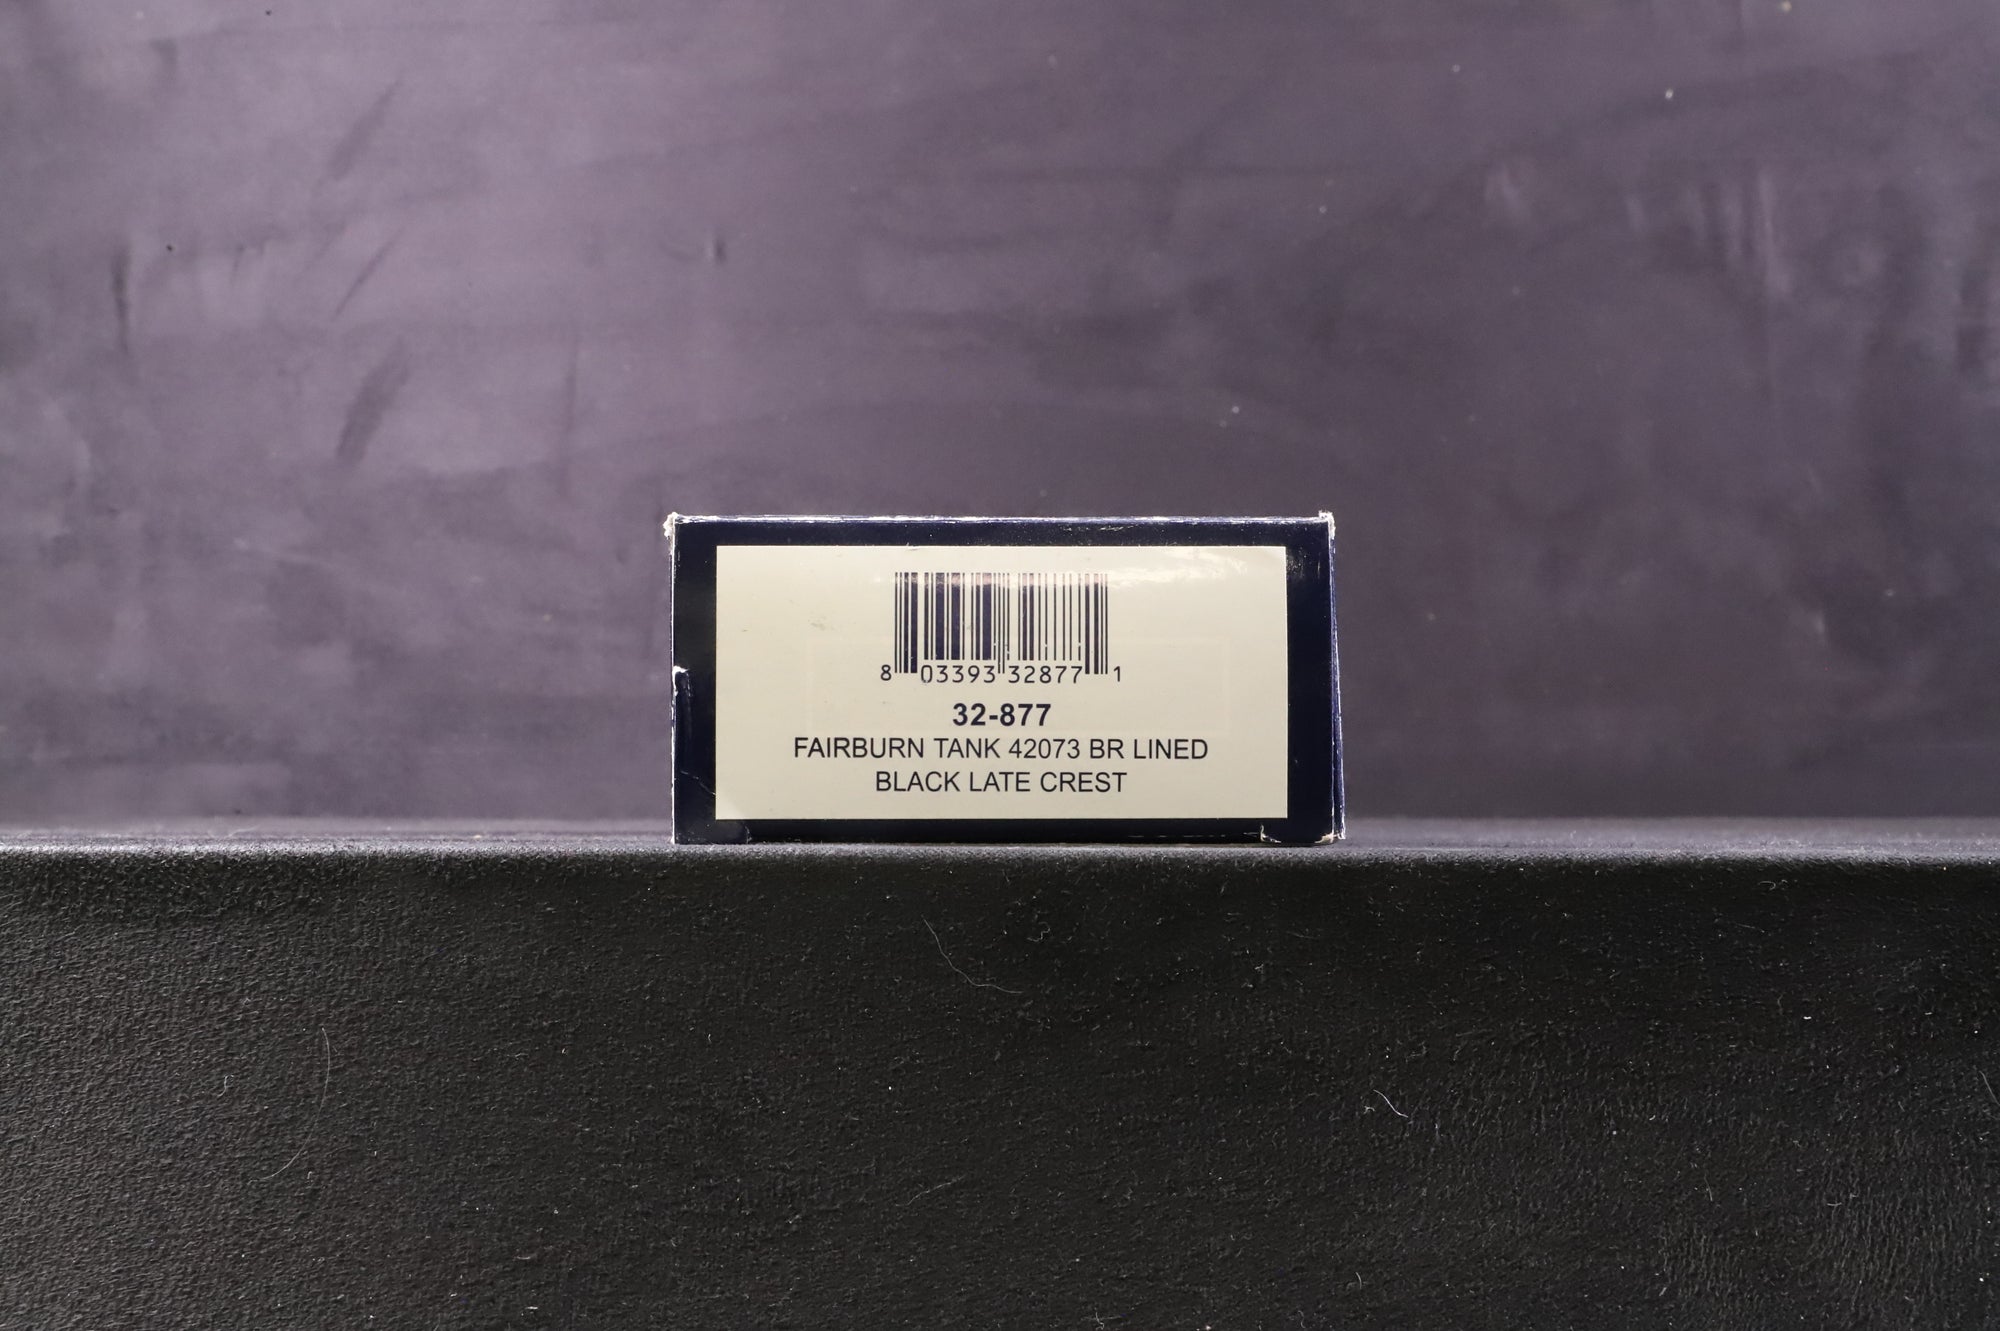 8 03393 32877 1
32-877
FAIRBURN TANK 42073 BR LINED
BLACK LATE CREST